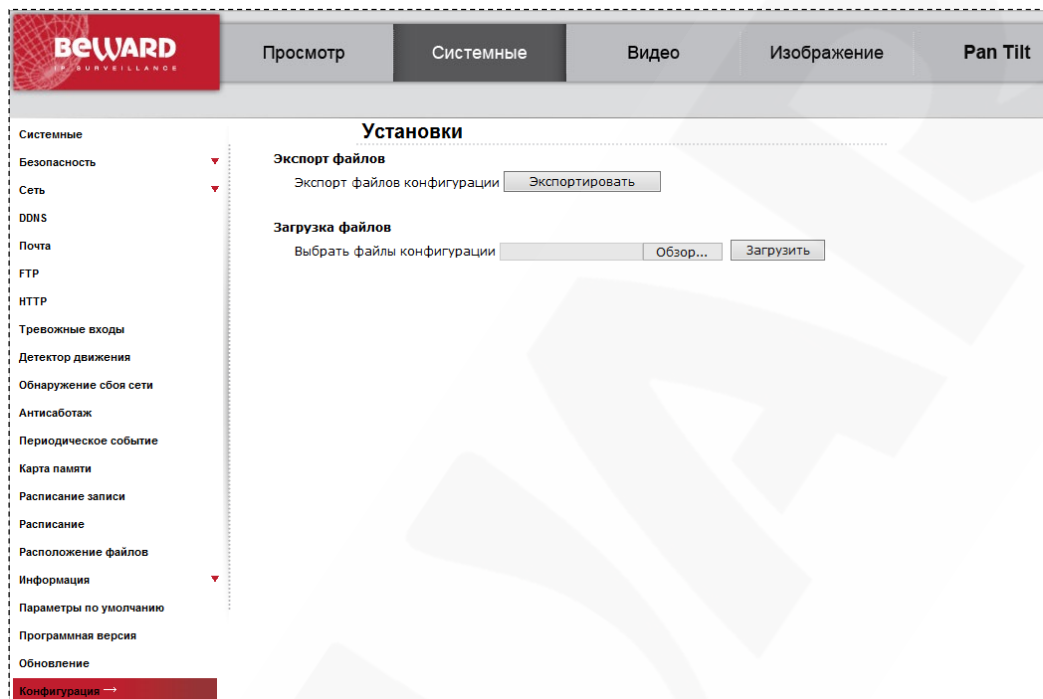 BEWARD
IP SURVEILLANCE
Просмотр
Системные
Видео
Изображение
Pan Tilt
Системные
Безопасность
Сеть
DDNS
Почта
FTP
HTTP
Тревожные входы
Детектор движения
Обнаружение сбоя сети
Антисаботаж
Периодическое событие
Карта памяти
Расписание записи
Расписание
Расположение файлов
Информация
Параметры по умолчанию
Программная версия
Обновление
Конфигурация →
Установки
Экспорт файлов
Экспорт файлов конфигурации Экспортировать
Загрузка файлов
Выбрать файлы конфигурации Обзор... Загрузить